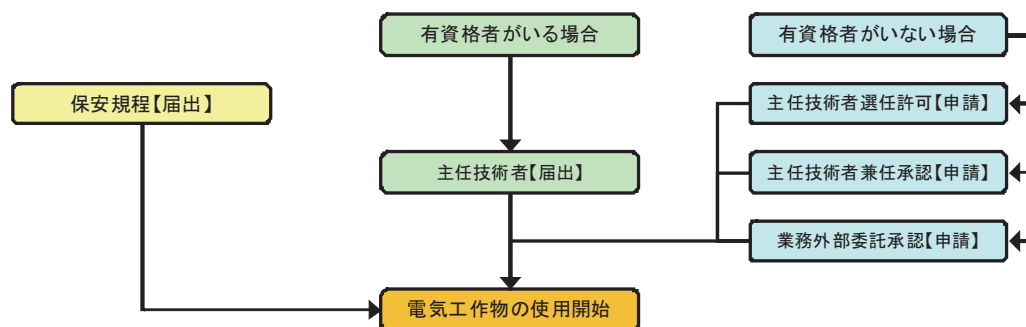 有資格者がいる場合
有資格者がいない場合
保安規程【届出】
主任技術者選任許可【申請】
主任技術者【届出】
主任技術者兼任承認【申請】
業務外部委託承認【申請】
電気工作物の使用開始